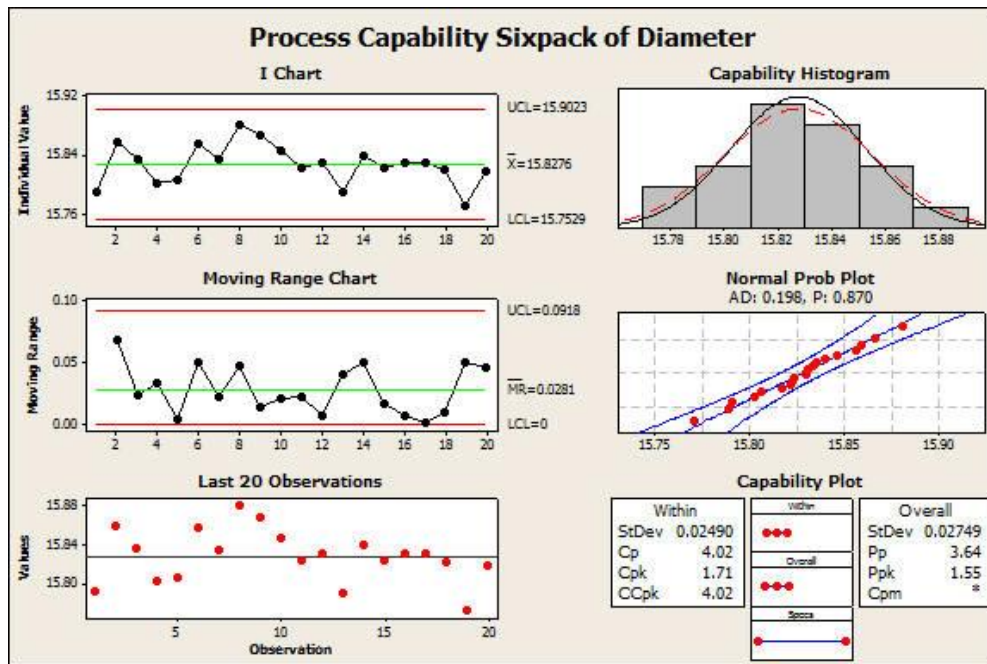 Process Capability Sixpack of Diameter
I Chart
Individual Value
15.92
15.84
15.76
UCL=15.9023
X=15.8276
LCL=15.7529
2 4 6 8 10 12 14 16 18 20
Capability Histogram
15.78 15.80 15.82 15.84 15.86 15.88
Moving Range Chart
Moving Range
0.10
0.05
0.00
UCL=0.0918
MR=0.0281
LCL=0
2 4 6 8 10 12 14 16 18 20
Normal Prob Plot
AD: 0.198, P: 0.870
15.75 15.80 15.85 15.90
Last 20 Observations
Values
15.88
15.84
15.80
5 10 15 20
Observation
Capability Plot
Within
StDev 0.02490
Cp 4.02
Cpk 1.71
CCpk 4.02
Within
Overall
Specs
Overall
StDev 0.02749
Pp 3.64
Ppk 1.55
Cpm *